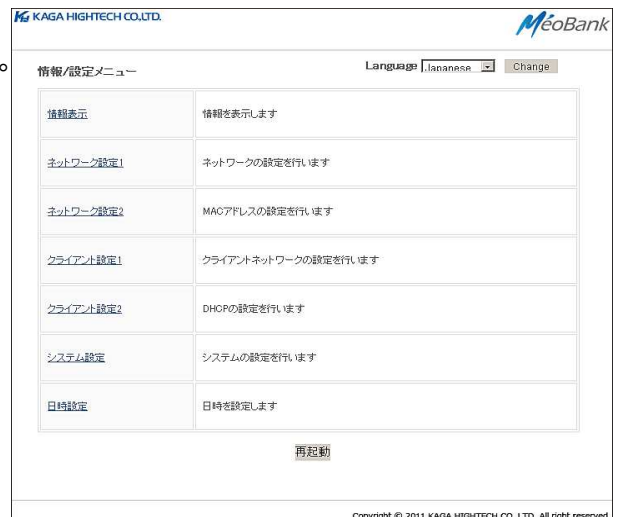 KAGA HIGHTECH CO.,LTD.
MéoBank
情報/設定メニュー
Language Japanese Change
情報表示 情報を表示します
ネットワーク設定1 ネットワークの設定を行います
ネットワーク設定2 MACアドレスの設定を行います
クライアント設定1 クライアントネットワークの設定を行います
クライアント設定2 DHCPの設定を行います
システム設定 システムの設定を行います
日時設定 日時を設定します
再起動
Copyright © 2011 KAGA HIGHTECH CO.,LTD. All right reserved